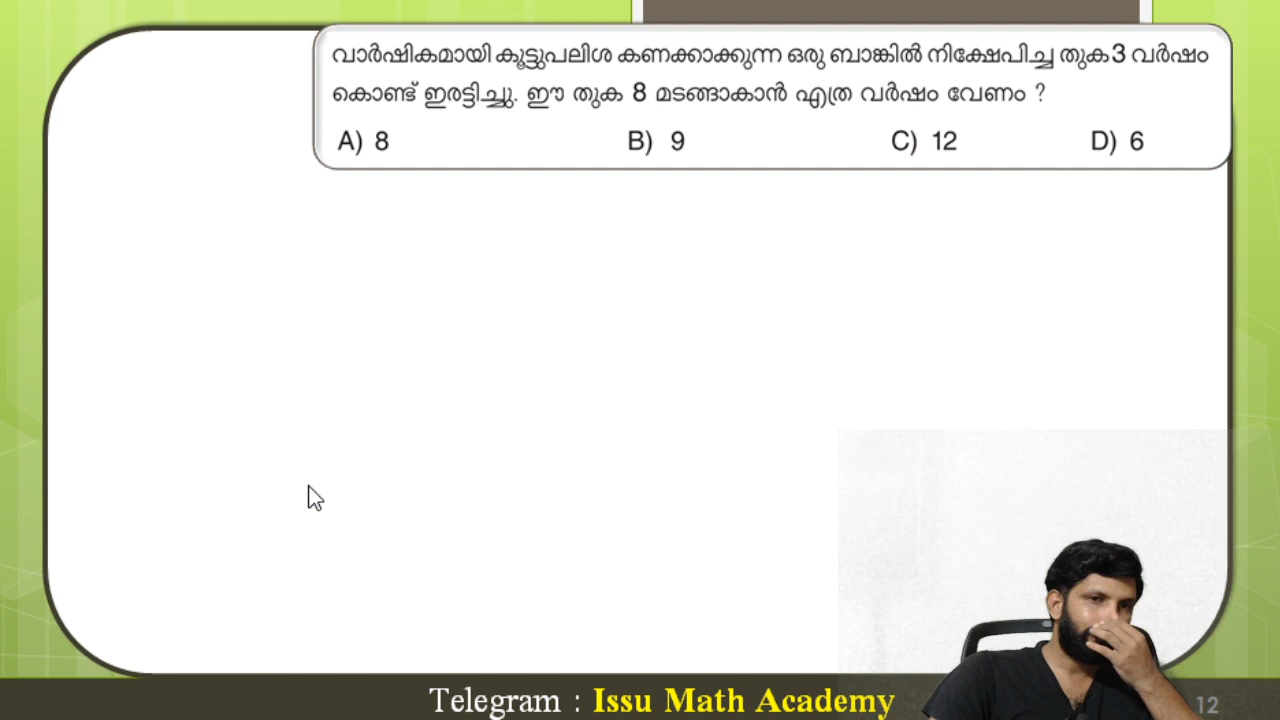 വാർഷികമായി കൂട്ടുപലിശ കണക്കാക്കുന്ന ഒരു ബാങ്കിൽ നിക്ഷേപിച്ച തുക 3 വർഷം
കൊണ്ട് ഇരട്ടിച്ചു. ഈ തുക 8 മടങ്ങാകാൻ എത്ര വർഷം വേണം ?
A) 8 B) 9 C) 12 D) 6
Telegram : Issu Math Academy
12